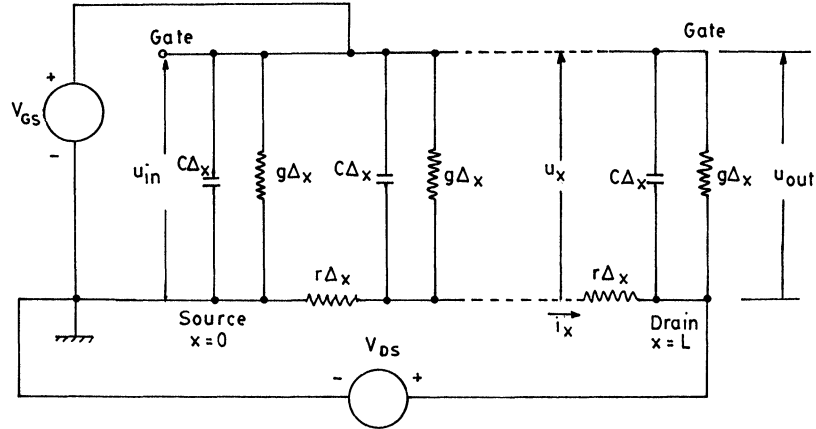 Gate
Gate
+
V_GS
-
u_in
CΔx
gΔx
CΔx
gΔx
u_x
CΔx
gΔx
u_out
rΔx
rΔx
Source
x=0
i_x
Drain
x=L
V_DS
-
+